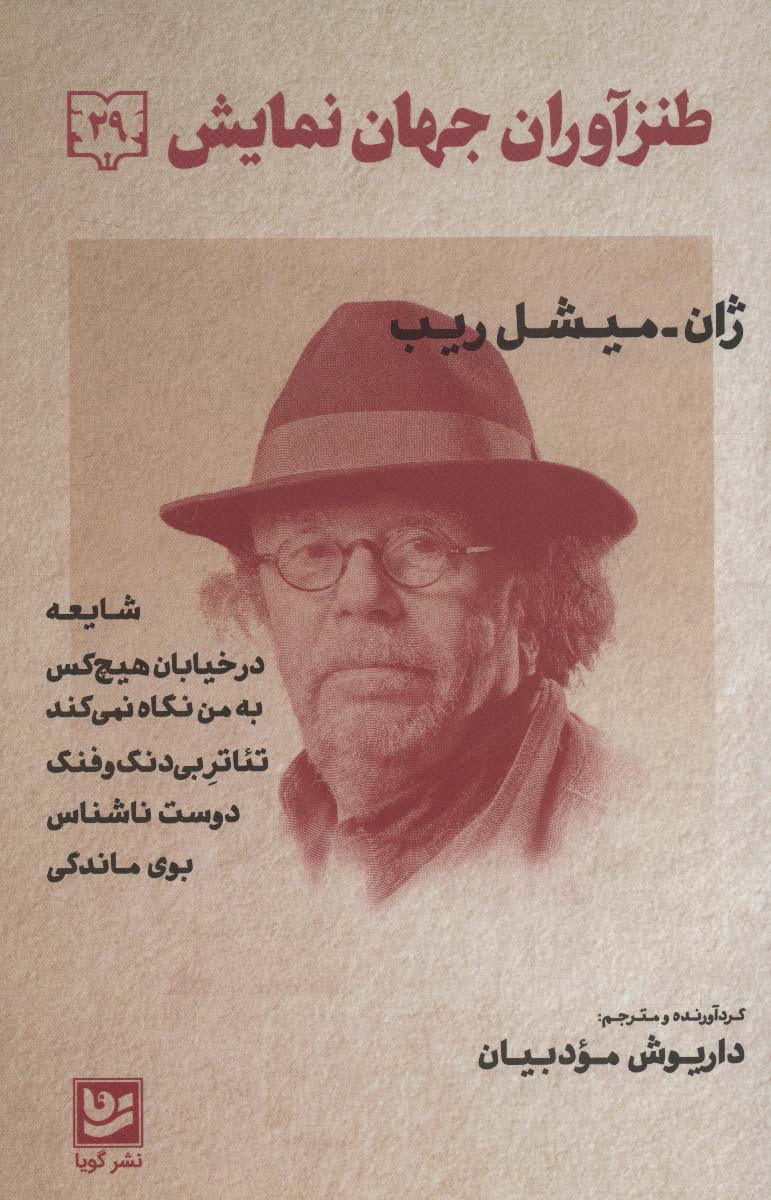 طنزآوران جهان نمایش ۲۹
ژان-میشل ریب
شایعه
در خیابان هیچ‌کس
به من نگاه نمی‌کند
تئاترِ بی‌دنگ‌و‌فنگ
دوست ناشناس
بوی ماندگی
گردآورنده و مترجم:
داریوش مؤدبیان
نشر گویا